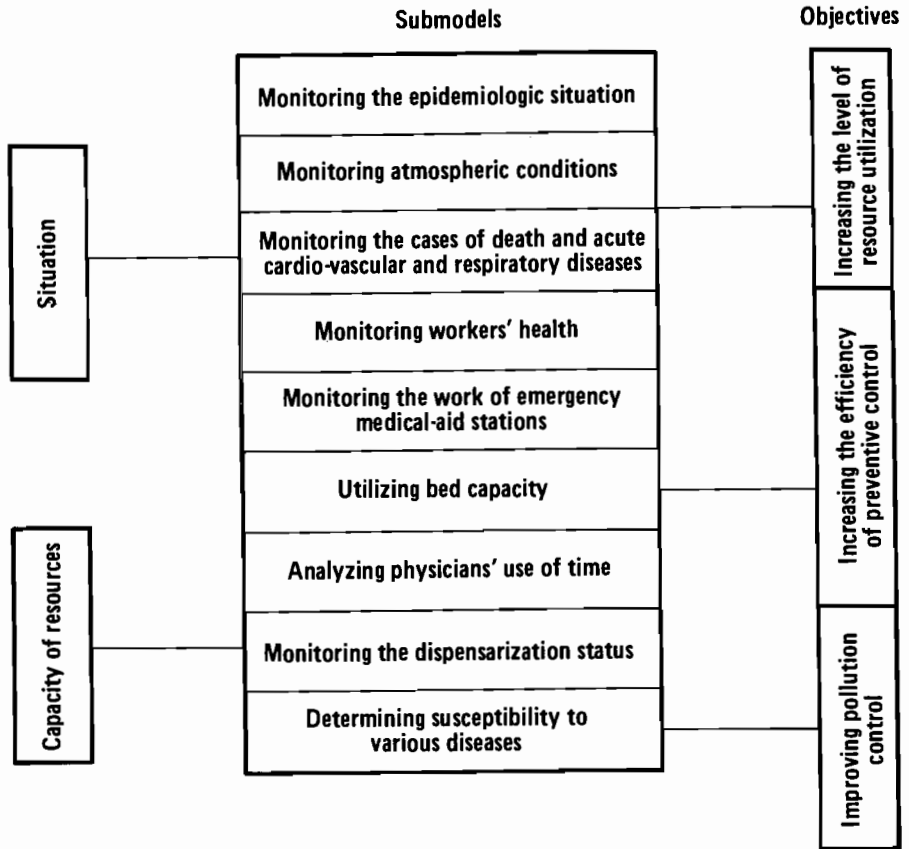 Submodels
Objectives
Monitoring the epidemiologic situation
Monitoring atmospheric conditions
Monitoring the cases of death and acute
cardio-vascular and respiratory diseases
Monitoring workers' health
Monitoring the work of emergency
medical-aid stations
Utilizing bed capacity
Analyzing physicians' use of time
Monitoring the dispensarization status
Determining susceptibility to
various diseases
Situation
Capacity of resources
Increasing the level of
resource utilization
Increasing the efficiency
of preventive control
Improving pollution
control